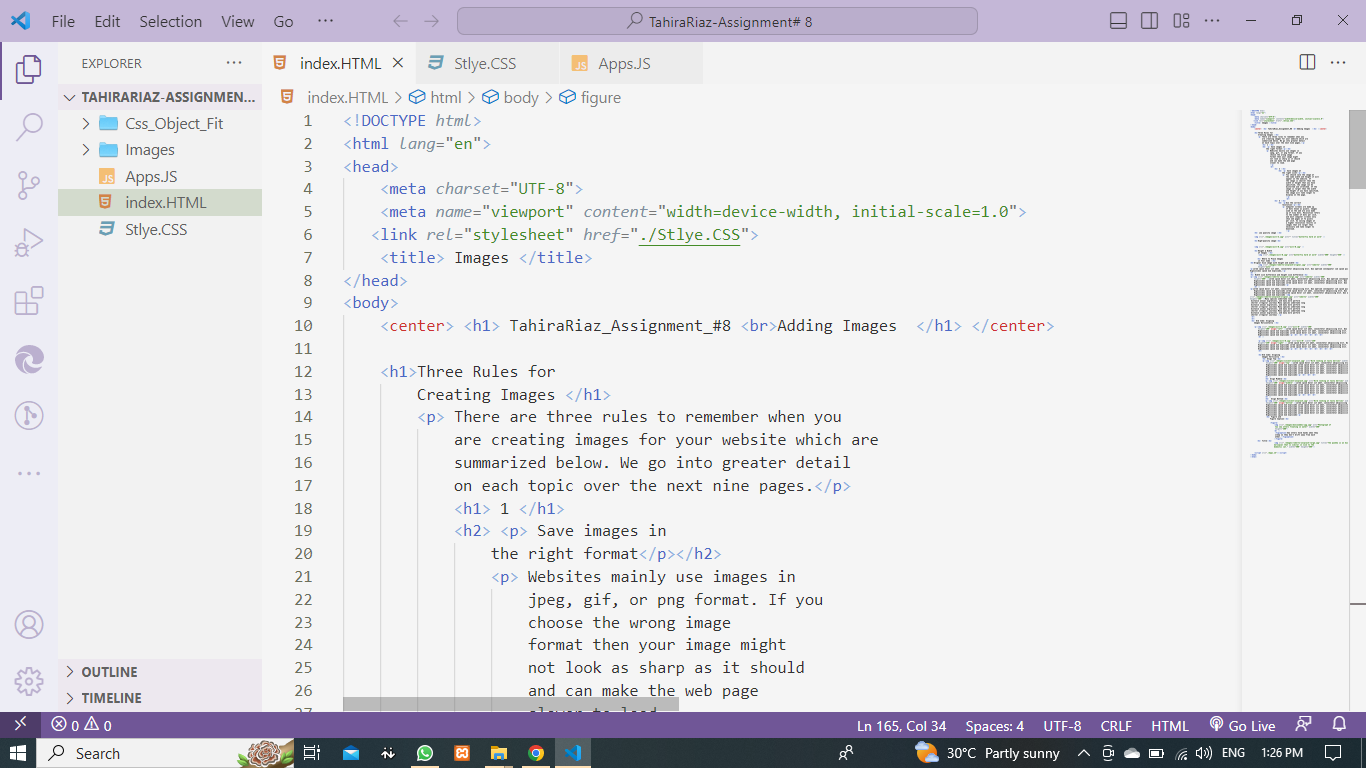 File Edit Selection View Go ···
TahiraRiaz-Assignment# 8
EXPLORER
index.HTML
Stlye.CSS
Apps.JS
TAHIRARIAZ-ASSIGNMEN...
index.HTML > html > body > figure
Css_Object_Fit
Images
Apps.JS
index.HTML
Stlye.CSS
1 <!DOCTYPE html>
2 <html lang="en">
3 <head>
4 <meta charset="UTF-8">
5 <meta name="viewport" content="width=device-width, initial-scale=1.0">
6 <link rel="stylesheet" href="./Stlye.CSS">
7 <title> Images </title>
8 </head>
9 <body>
10 <center> <h1> TahiraRiaz_Assignment_#8 <br>Adding Images  </h1> </center>
11
12 <h1>Three Rules for
13 Creating Images </h1>
14 <p> There are three rules to remember when you
15 are creating images for your website which are
16 summarized below. We go into greater detail
17 on each topic over the next nine pages.</p>
18 <h1> 1 </h1>
19 <h2> <p> Save images in
20 the right format</p></h2>
21 <p> Websites mainly use images in
22 jpeg, gif, or png format. If you
23 choose the wrong image
24 format then your image might
25 not look as sharp as it should
26 and can make the web page
27 slower to load
OUTLINE
TIMELINE
0 0
Ln 165, Col 34 Spaces: 4 UTF-8 CRLF HTML Go Live
Search
30°C Partly sunny
ENG
1:26 PM